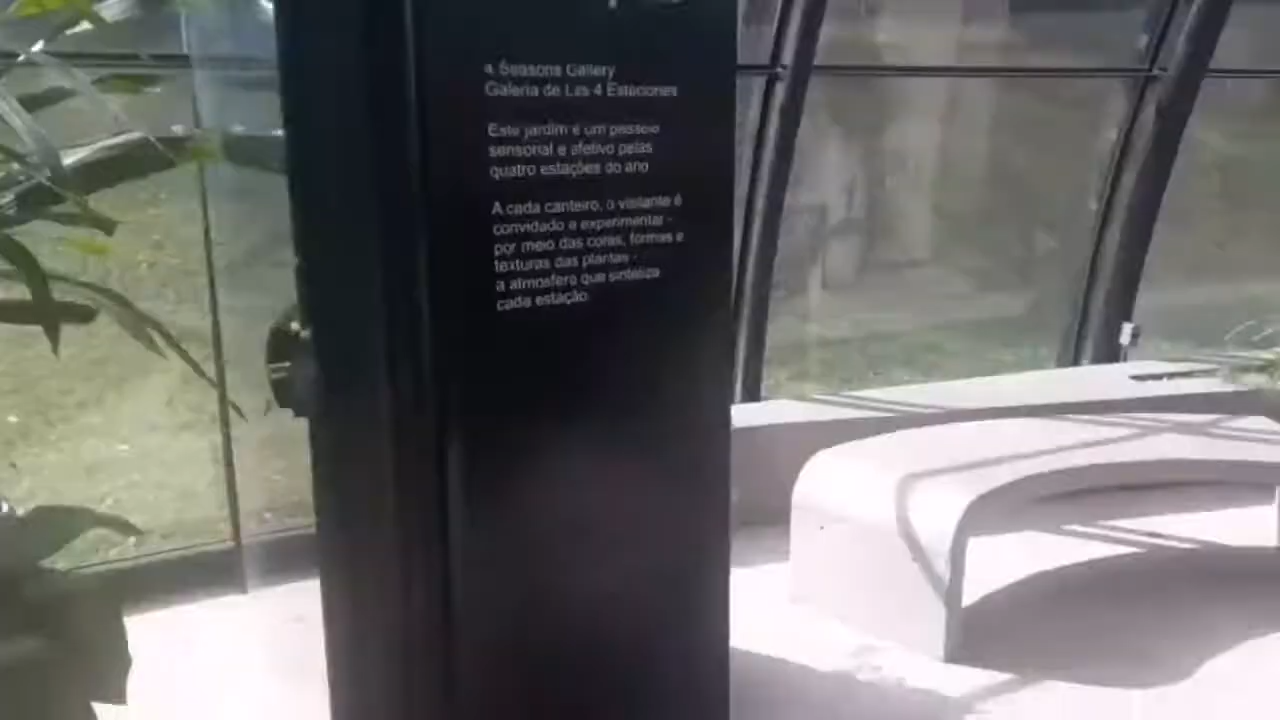 4 Seasons Gallery
Galeria de Las 4 Estaciones
Este jardim é um passeio
sensorial e afetivo pelas
quatro estações do ano
A cada canteiro, o visitante é
convidado a experimentar -
por meio das cores, formas e
texturas das plantas -
a atmosfera que sintetiza
cada estação.